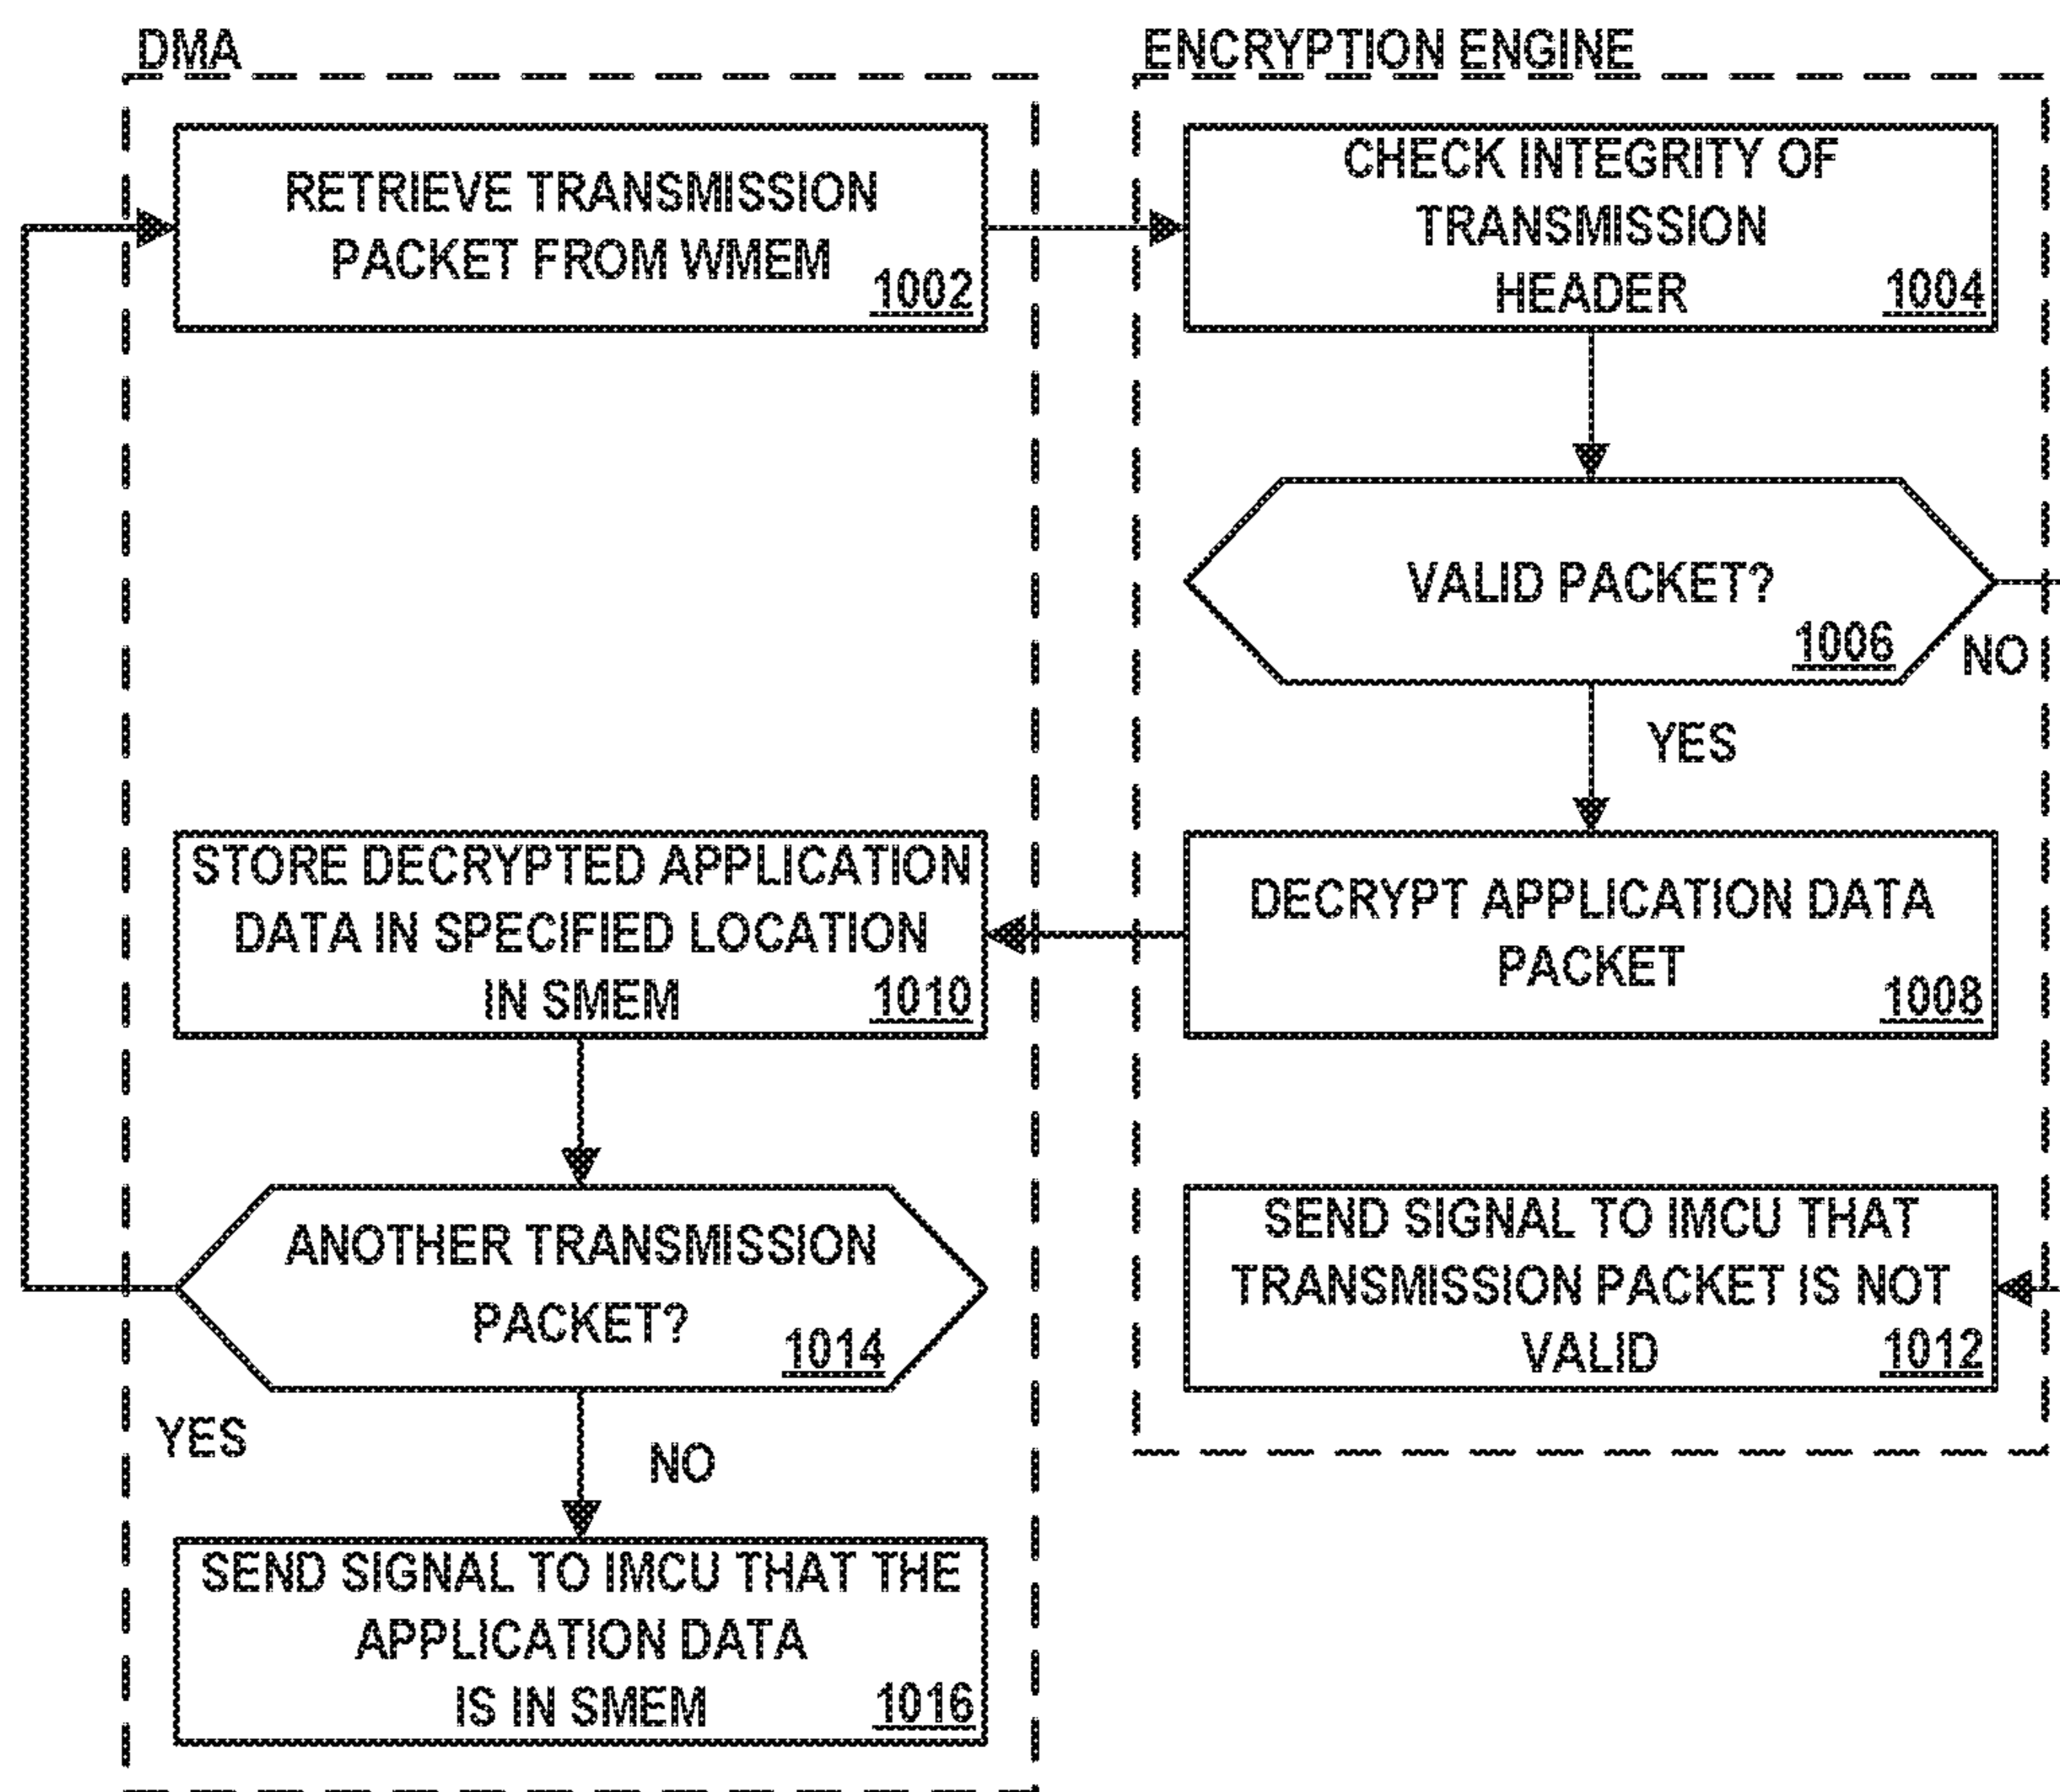 DMA
RETRIEVE TRANSMISSION
PACKET FROM WMEM
1002
STORE DECRYPTED APPLICATION
DATA IN SPECIFIED LOCATION
IN SMEM
1010
ANOTHER TRANSMISSION
PACKET?
1014
YES
NO
SEND SIGNAL TO IMCU THAT THE
APPLICATION DATA
IS IN SMEM
1016
ENCRYPTION ENGINE
CHECK INTEGRITY OF
TRANSMISSION
HEADER
1004
VALID PACKET?
1006
NO
YES
DECRYPT APPLICATION DATA
PACKET
1008
SEND SIGNAL TO IMCU THAT
TRANSMISSION PACKET IS NOT
VALID
1012